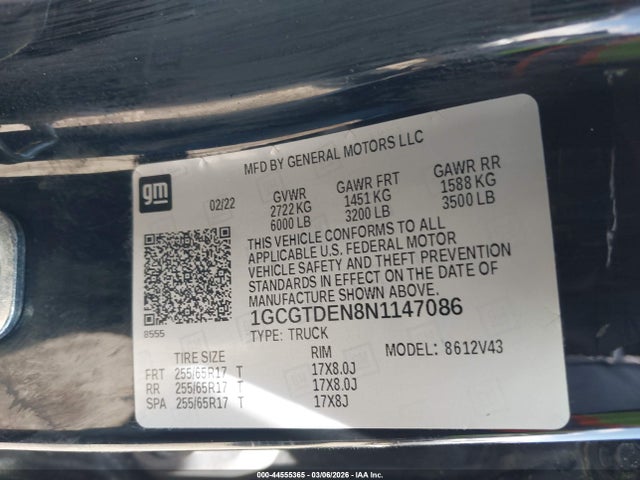 MFD BY GENERAL MOTORS LLC
gm
02/22
GVWR GAWR FRT GAWR RR
2722 KG 1451 KG 1588 KG
6000 LB 3200 LB 3500 LB
THIS VEHICLE CONFORMS TO ALL
APPLICABLE U.S. FEDERAL MOTOR
VEHICLE SAFETY AND THEFT PREVENTION
STANDARDS IN EFFECT ON THE DATE OF
MANUFACTURE SHOWN ABOVE.
8555
1GCGTDEN8N1147086
TYPE: TRUCK
TIRE SIZE RIM MODEL: 8612V43
FRT 255/65R17 T 17X8.0J
RR 255/65R17 T 17X8.0J
SPA 255/65R17 T 17X8J
000-44555365 - 03/06/2026 - IAA Inc.